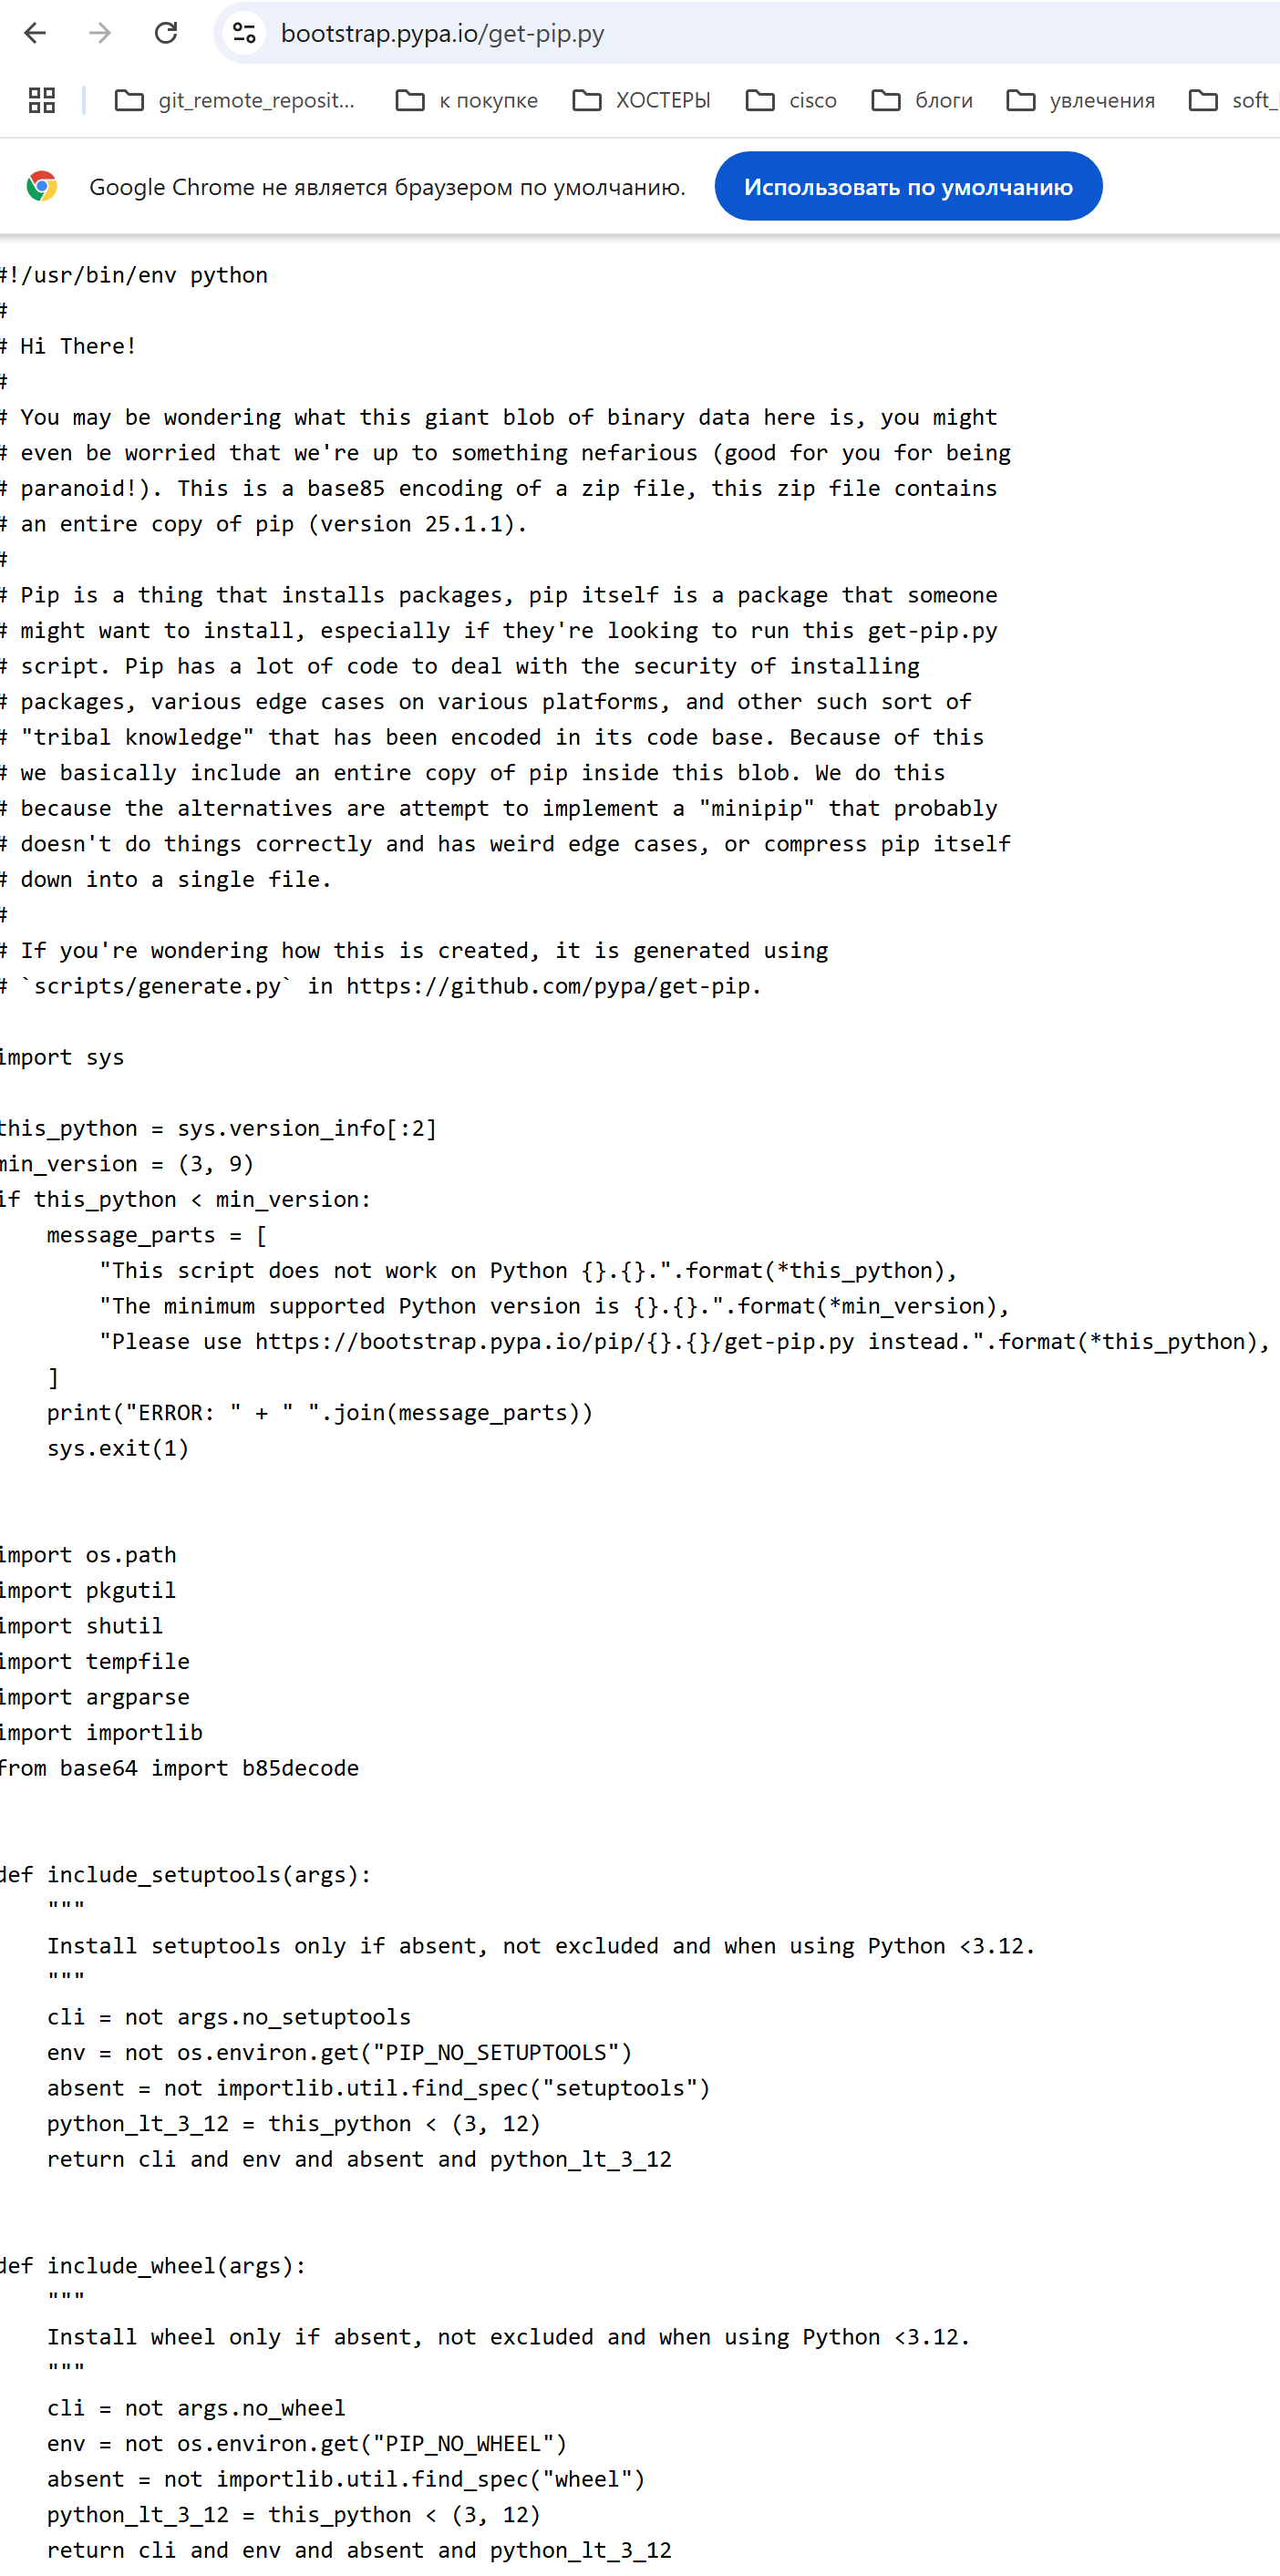 bootstrap.pypa.io/get-pip.py
git_remote_reposit... к покупке ХОСТЕРЫ cisco блоги увлечения soft_
Google Chrome не является браузером по умолчанию. Использовать по умолчанию
#!/usr/bin/env python
#
# Hi There!
#
# You may be wondering what this giant blob of binary data here is, you might
# even be worried that we're up to something nefarious (good for you for being
# paranoid!). This is a base85 encoding of a zip file, this zip file contains
# an entire copy of pip (version 25.1.1).
#
# Pip is a thing that installs packages, pip itself is a package that someone
# might want to install, especially if they're looking to run this get-pip.py
# script. Pip has a lot of code to deal with the security of installing
# packages, various edge cases on various platforms, and other such sort of
# "tribal knowledge" that has been encoded in its code base. Because of this
# we basically include an entire copy of pip inside this blob. We do this
# because the alternatives are attempt to implement a "minipip" that probably
# doesn't do things correctly and has weird edge cases, or compress pip itself
# down into a single file.
#
# If you're wondering how this is created, it is generated using
# `scripts/generate.py` in https://github.com/pypa/get-pip.

import sys

this_python = sys.version_info[:2]
min_version = (3, 9)
if this_python < min_version:
    message_parts = [
        "This script does not work on Python {}.{}.".format(*this_python),
        "The minimum supported Python version is {}.{}.".format(*min_version),
        "Please use https://bootstrap.pypa.io/pip/{}.{}/get-pip.py instead.".format(*this_python),
    ]
    print("ERROR: " + " ".join(message_parts))
    sys.exit(1)


import os.path
import pkgutil
import shutil
import tempfile
import argparse
import importlib
from base64 import b85decode


def include_setuptools(args):
    """
    Install setuptools only if absent, not excluded and when using Python <3.12.
    """
    cli = not args.no_setuptools
    env = not os.environ.get("PIP_NO_SETUPTOOLS")
    absent = not importlib.util.find_spec("setuptools")
    python_lt_3_12 = this_python < (3, 12)
    return cli and env and absent and python_lt_3_12


def include_wheel(args):
    """
    Install wheel only if absent, not excluded and when using Python <3.12.
    """
    cli = not args.no_wheel
    env = not os.environ.get("PIP_NO_WHEEL")
    absent = not importlib.util.find_spec("wheel")
    python_lt_3_12 = this_python < (3, 12)
    return cli and env and absent and python_lt_3_12